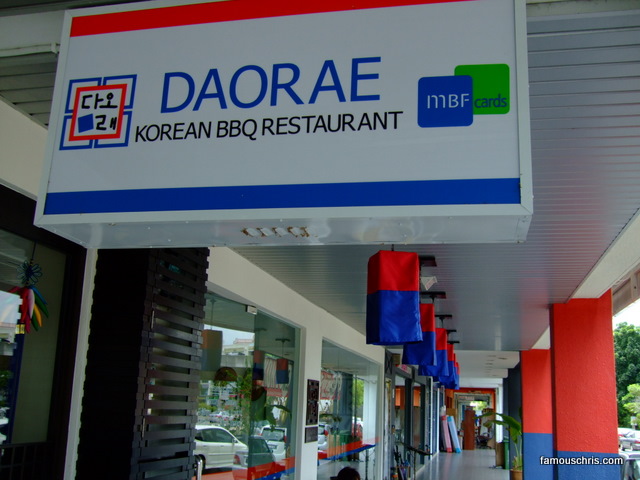 다오
래
DAORAE
KOREAN BBQ RESTAURANT
MBF
cards
famouschris.com